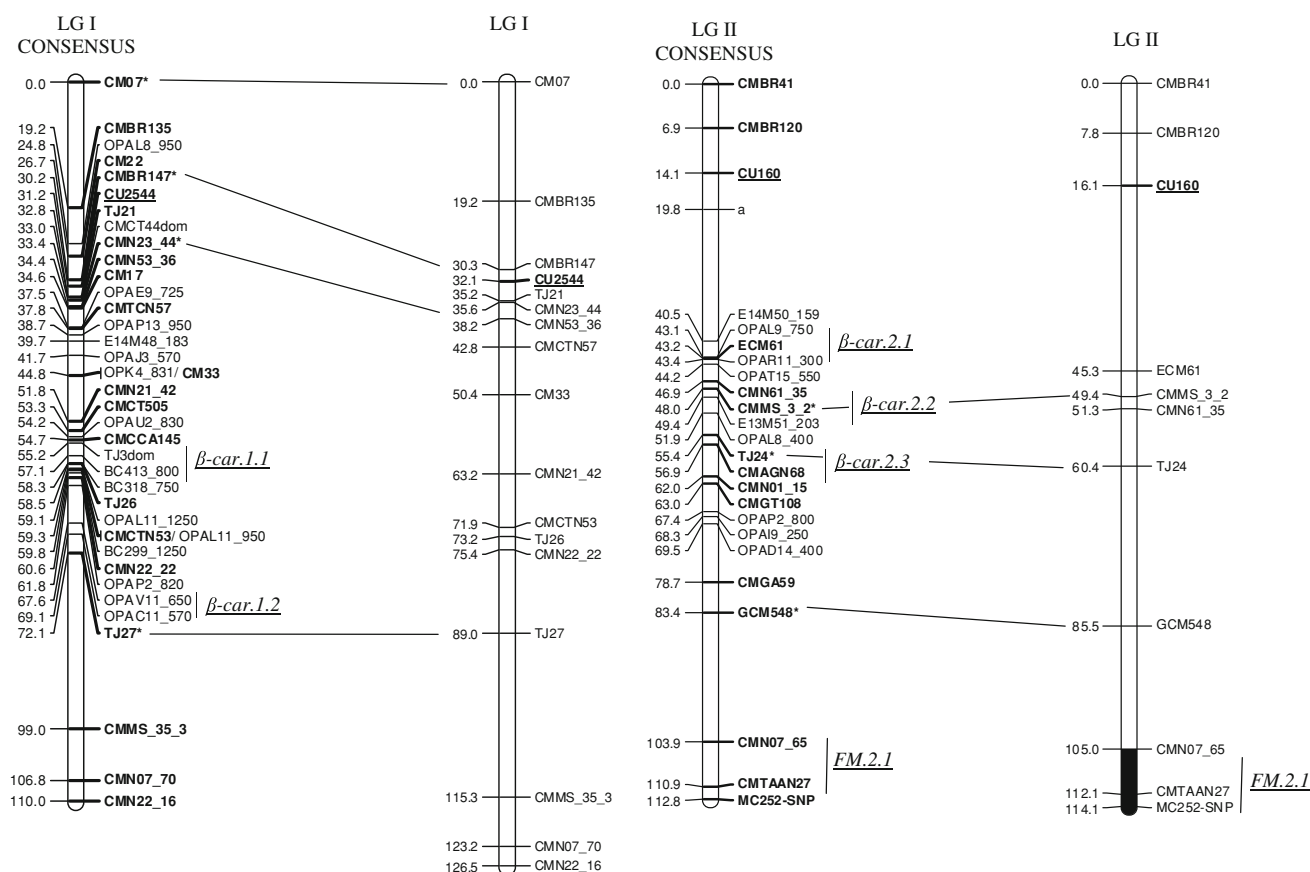 LG I
CONSENSUS
0.0 CM07*
19.2 CMBR135
24.8 OPAL8_950
26.7 CM22
30.2 CMBR147*
31.2 CU2544
32.8 TJ21
33.0 CMCT44dom
33.4 CMN23_44*
34.4 CMN53_36
34.6 CM17
37.5 OPAE9_725
37.8 CMTCN57
38.7 OPAP13_950
39.7 E14M48_183
41.7 OPAJ3_570
44.8 OPK4_831/ CM33
51.8 CMN21_42
53.3 CMCT505
54.2 OPAU2_830
54.7 CMCCA145
55.2 TJ3dom
57.1 BC413_800
58.3 BC318_750
58.5 TJ26
59.1 OPAL11_1250
59.3 CMCTN53/ OPAL11_950
59.8 BC299_1250
60.6 CMN22_22
61.8 OPAP2_820
67.6 OPAV11_650
69.1 OPAC11_570
72.1 TJ27*
99.0 CMMS_35_3
106.8 CMN07_70
110.0 CMN22_16
β-car.1.1
β-car.1.2
LG I
0.0 CM07
19.2 CMBR135
30.3 CMBR147
32.1 CU2544
35.2 TJ21
35.6 CMN23_44
38.2 CMN53_36
42.8 CMCTN57
50.4 CM33
63.2 CMN21_42
71.9 CMCTN53
73.2 TJ26
75.4 CMN22_22
89.0 TJ27
115.3 CMMS_35_3
123.2 CMN07_70
126.5 CMN22_16
LG II
CONSENSUS
0.0 CMBR41
6.9 CMBR120
14.1 CU160
19.8 a
40.5 E14M50_159
43.1 OPAL9_750
43.2 ECM61
43.4 OPAR11_300
44.2 OPAT15_550
46.9 CMN61_35
48.0 CMMS_3_2*
49.4 E13M51_203
51.9 OPAL8_400
55.4 TJ24*
56.9 CMAGN68
62.0 CMN01_15
63.0 CMGT108
67.4 OPAP2_800
68.3 OPAI9_250
69.5 OPAD14_400
78.7 CMGA59
83.4 GCM548*
103.9 CMN07_65
110.9 CMTAAN27
112.8 MC252-SNP
β-car.2.1
β-car.2.2
β-car.2.3
FM.2.1
LG II
0.0 CMBR41
7.8 CMBR120
16.1 CU160
45.3 ECM61
49.4 CMMS_3_2
51.3 CMN61_35
60.4 TJ24
85.5 GCM548
105.0 CMN07_65
112.1 CMTAAN27
114.1 MC252-SNP
FM.2.1